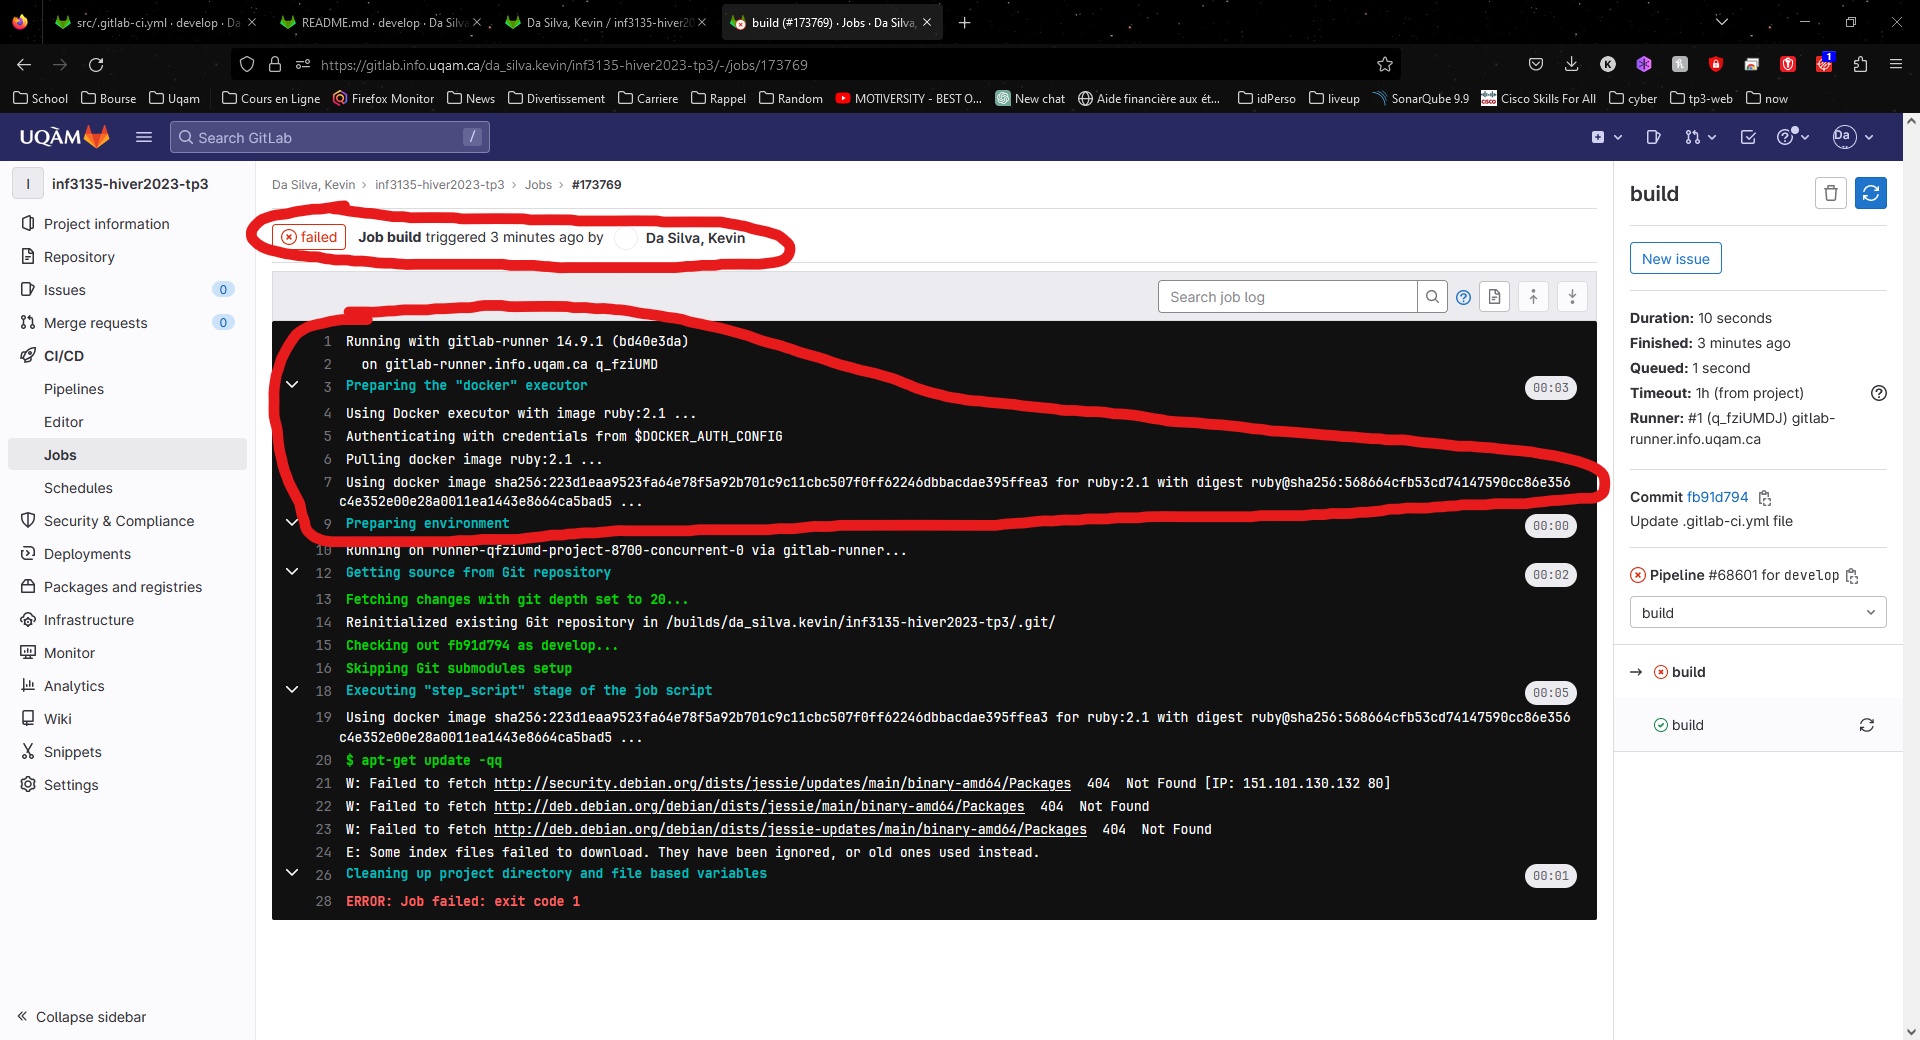 src/.gitlab-ci.yml · develop · Da
README.md · develop · Da Silva
Da Silva, Kevin / inf3135-hiver20
build (#173769) · Jobs · Da Silva,
https://gitlab.info.uqam.ca/da_silva.kevin/inf3135-hiver2023-tp3/-/jobs/173769
1
School
Bourse
Uqam
Cours en Ligne
Firefox Monitor
News
Divertissement
Carriere
Rappel
Random
MOTIVERSITY - BEST O...
New chat
Aide financière aux ét...
idPerso
liveup
SonarQube 9.9
Cisco Skills For All
cyber
tp3-web
now
UQÀM
Search GitLab
/
Da
I
inf3135-hiver2023-tp3
Project information
Repository
Issues 0
Merge requests 0
CI/CD
Pipelines
Editor
Jobs
Schedules
Security & Compliance
Deployments
Packages and registries
Infrastructure
Monitor
Analytics
Wiki
Snippets
Settings
Collapse sidebar
Da Silva, Kevin › inf3135-hiver2023-tp3 › Jobs › #173769
failed Job build triggered 3 minutes ago by Da Silva, Kevin
Search job log
1 Running with gitlab-runner 14.9.1 (bd40e3da)
2 on gitlab-runner.info.uqam.ca q_fziUMD
3 Preparing the "docker" executor 00:03
4 Using Docker executor with image ruby:2.1 ...
5 Authenticating with credentials from $DOCKER_AUTH_CONFIG
6 Pulling docker image ruby:2.1 ...
7 Using docker image sha256:223d1eaa9523fa64e78f5a92b701c9c11cbc507f0ff62246dbbacdae395ffea3 for ruby:2.1 with digest ruby@sha256:568664cfb53cd74147590cc86e356
c4e352e00e28a0011ea1443e8664ca5bad5 ...
9 Preparing environment 00:00
10 Running on runner-qfziumd-project-8700-concurrent-0 via gitlab-runner...
12 Getting source from Git repository 00:02
13 Fetching changes with git depth set to 20...
14 Reinitialized existing Git repository in /builds/da_silva.kevin/inf3135-hiver2023-tp3/.git/
15 Checking out fb91d794 as develop...
16 Skipping Git submodules setup
18 Executing "step_script" stage of the job script 00:05
19 Using docker image sha256:223d1eaa9523fa64e78f5a92b701c9c11cbc507f0ff62246dbbacdae395ffea3 for ruby:2.1 with digest ruby@sha256:568664cfb53cd74147590cc86e356
c4e352e00e28a0011ea1443e8664ca5bad5 ...
20 $ apt-get update -qq
21 W: Failed to fetch http://security.debian.org/dists/jessie/updates/main/binary-amd64/Packages 404 Not Found [IP: 151.101.130.132 80]
22 W: Failed to fetch http://deb.debian.org/debian/dists/jessie/main/binary-amd64/Packages 404 Not Found
23 W: Failed to fetch http://deb.debian.org/debian/dists/jessie-updates/main/binary-amd64/Packages 404 Not Found
24 E: Some index files failed to download. They have been ignored, or old ones used instead.
26 Cleaning up project directory and file based variables 00:01
28 ERROR: Job failed: exit code 1
build
New issue
Duration: 10 seconds
Finished: 3 minutes ago
Queued: 1 second
Timeout: 1h (from project)
Runner: #1 (q_fziUMDJ) gitlab-
runner.info.uqam.ca
Commit fb91d794
Update .gitlab-ci.yml file
Pipeline #68601 for develop
build
build
build